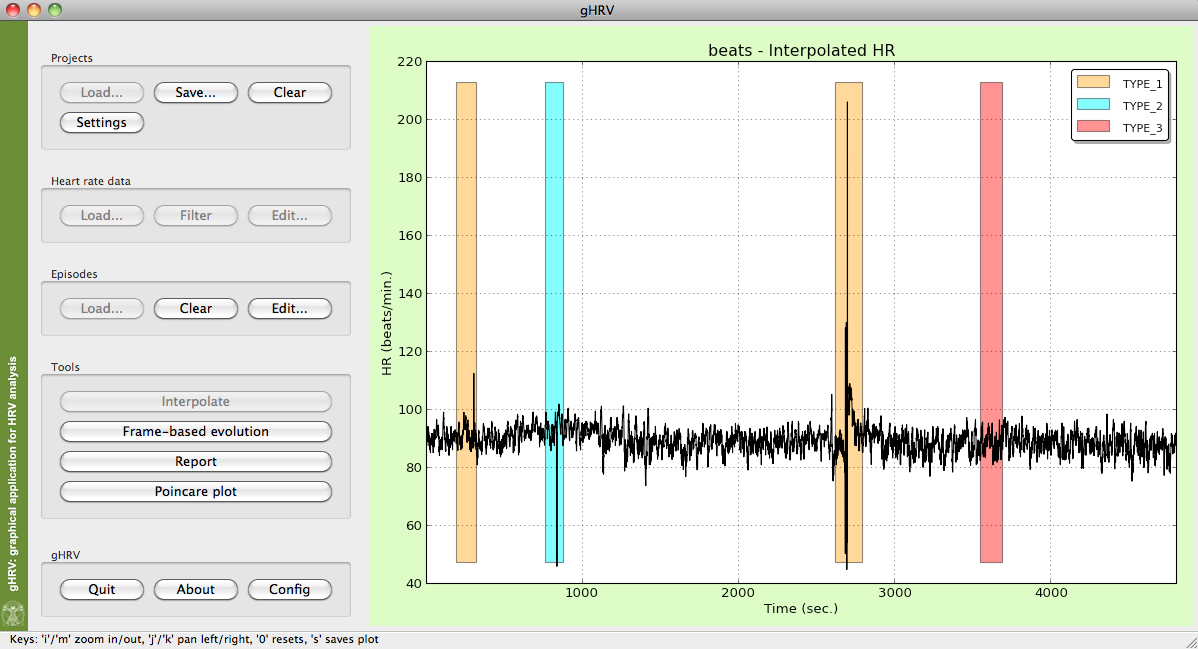 gHRV
Projects
Load... Save... Clear
Settings
Heart rate data
Load... Filter Edit...
Episodes
Load... Clear Edit...
Tools
Interpolate
Frame-based evolution
Report
Poincare plot
gHRV
Quit About Config
gHRV: graphical application for HRV analysis
beats - Interpolated HR
220
200
180
160
140
120
100
80
60
40
HR (beats/min.)
TYPE_1
TYPE_2
TYPE_3
1000 2000 3000 4000
Time (sec.)
Keys: 'i'/'m' zoom in/out, 'j'/'k' pan left/right, '0' resets, 's' saves plot